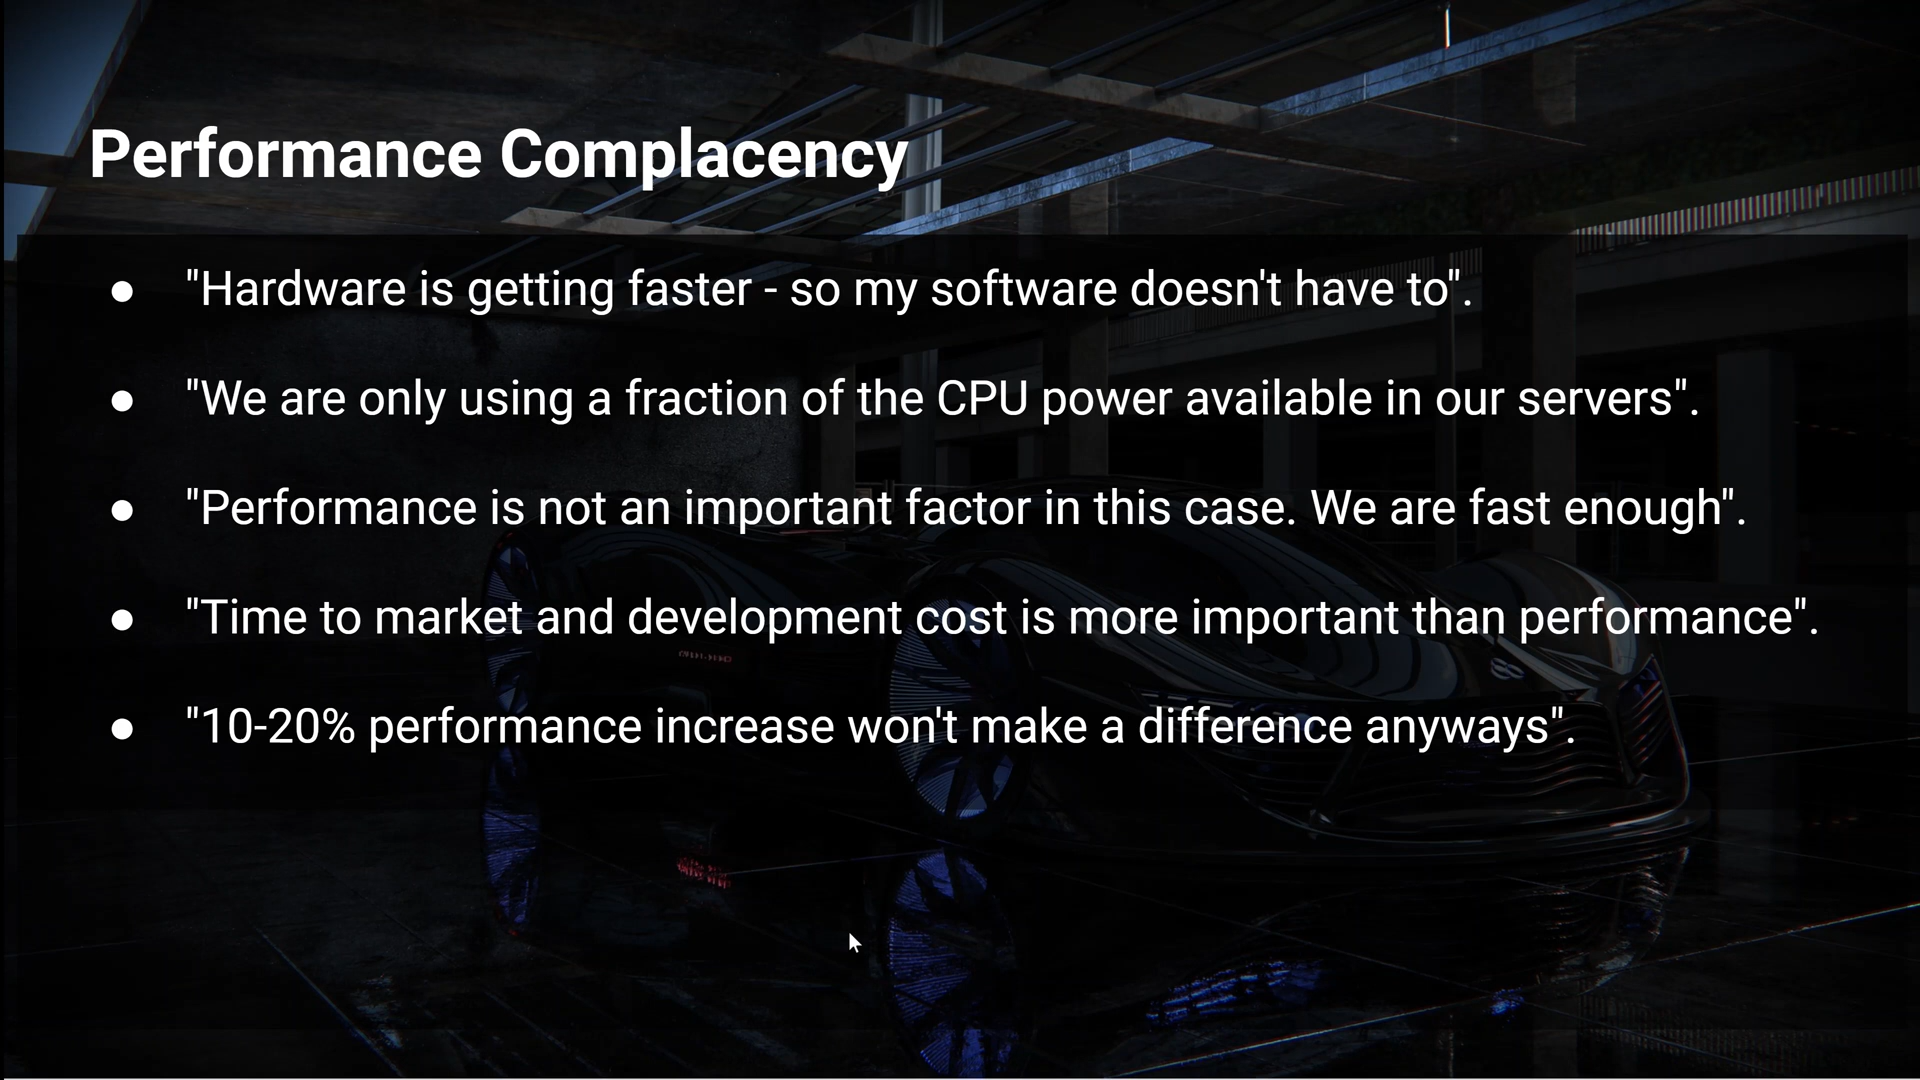 Performance Complacency
● "Hardware is getting faster - so my software doesn't have to".
● "We are only using a fraction of the CPU power available in our servers".
● "Performance is not an important factor in this case. We are fast enough".
● "Time to market and development cost is more important than performance".
● "10-20% performance increase won't make a difference anyways".